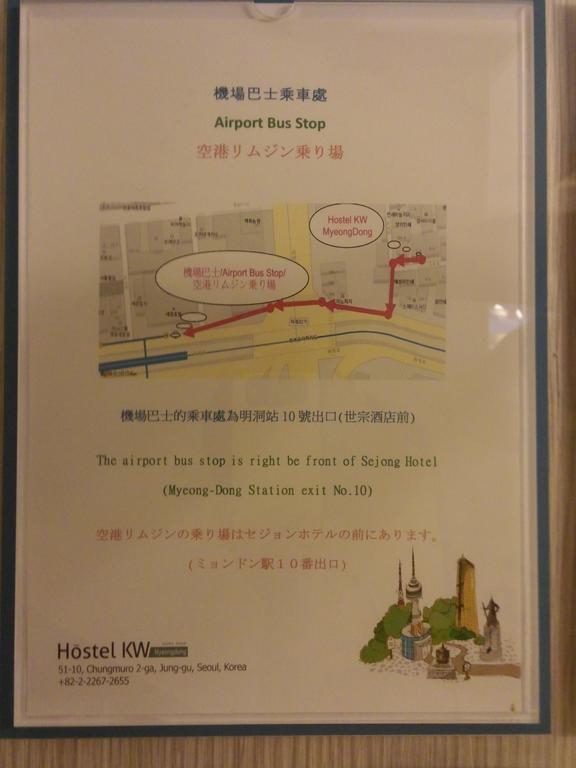 機場巴士乘車處
Airport Bus Stop
空港リムジン乗り場
Hostel KW
MyeongDong
機場巴士/Airport Bus Stop/
空港リムジン乗り場
機場巴士的乘車處為明洞站 10 號出口(世宗酒店前)
The airport bus stop is right be front of Sejong Hotel
(Myeong-Dong Station exit No.10)
空港リムジンの乗り場はセジョンホテルの前にあります。
(ミョンドン駅１０番出口)
Hostel KW Myeongdong
51-10, Chungmuro 2-ga, Jung-gu, Seoul, Korea
+82-2-2267-2655